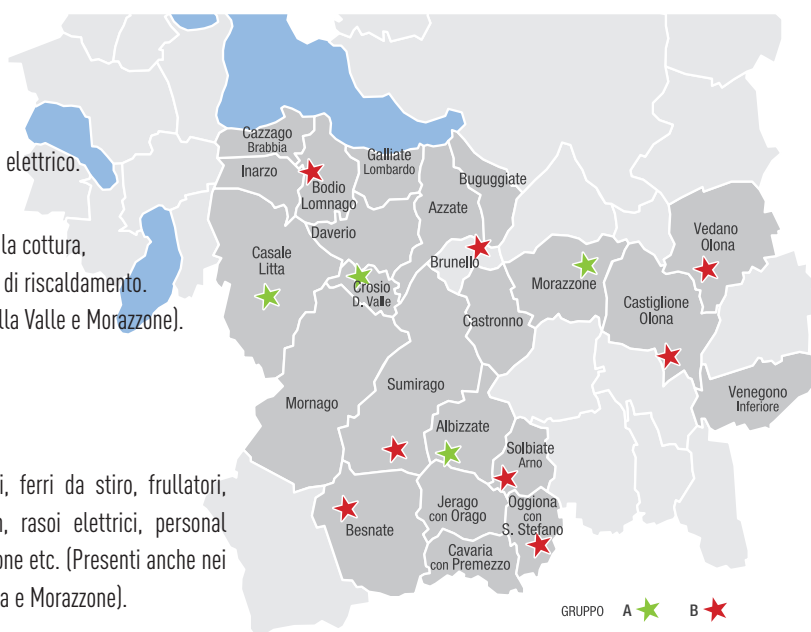 elettrico.
la cottura,
di riscaldamento.
lla Valle e Morazzone).
i, ferri da stiro, frullatori,
, rasoi elettrici, personal
one etc. (Presenti anche nei
a e Morazzone).
Cazzago
Brabbia
Inarzo
Bodio
Lomnago
Galliate
Lombardo
Buguggiate
Azzate
Daverio
Casale
Litta
Crosio
D. Valle
Brunello
Morazzone
Vedano
Olona
Castiglione
Olona
Castronno
Venegono
Inferiore
Mornago
Sumirago
Albizzate
Solbiate
Arno
Besnate
Jerago
con Orago
Oggiona
con
S. Stefano
Cavaria
con Premezzo
GRUPPO A B